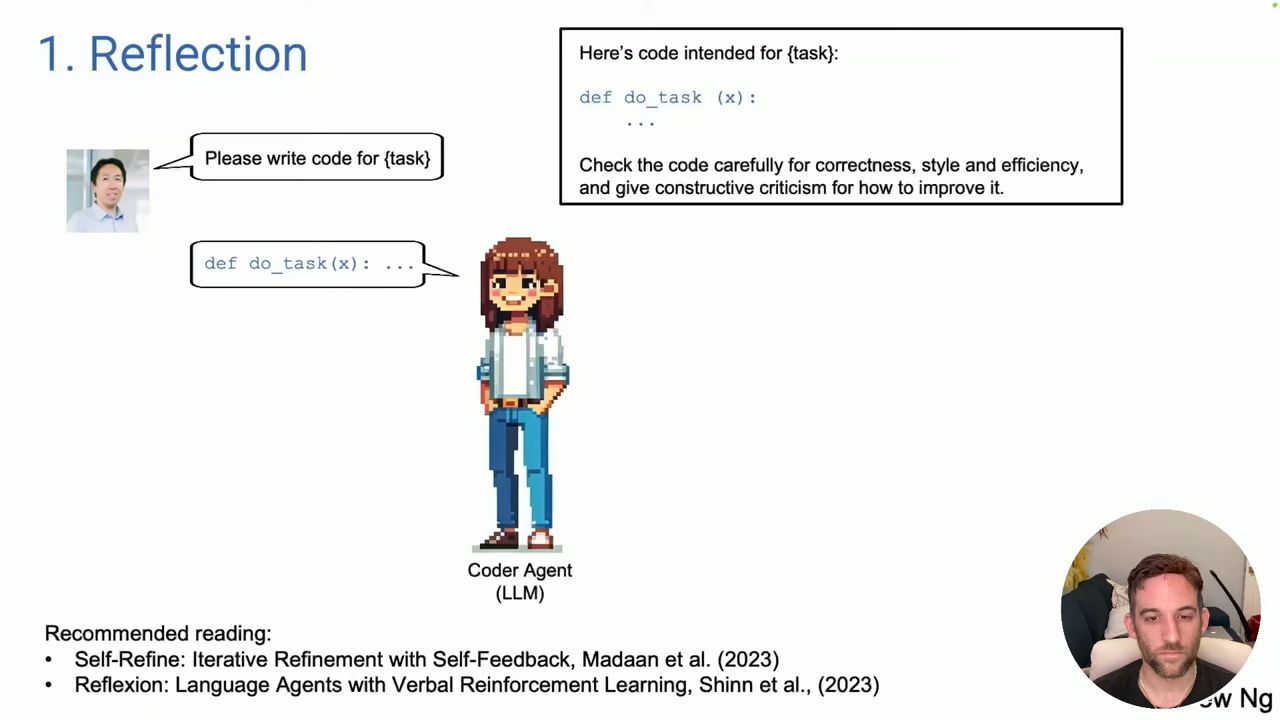 1. Reflection
Here's code intended for {task}:
def do_task (x):
...
Check the code carefully for correctness, style and efficiency,
and give constructive criticism for how to improve it.
Please write code for {task}
def do_task(x): ...
Coder Agent
(LLM)
Recommended reading:
• Self-Refine: Iterative Refinement with Self-Feedback, Madaan et al. (2023)
• Reflexion: Language Agents with Verbal Reinforcement Learning, Shinn et al., (2023)
ew Ng